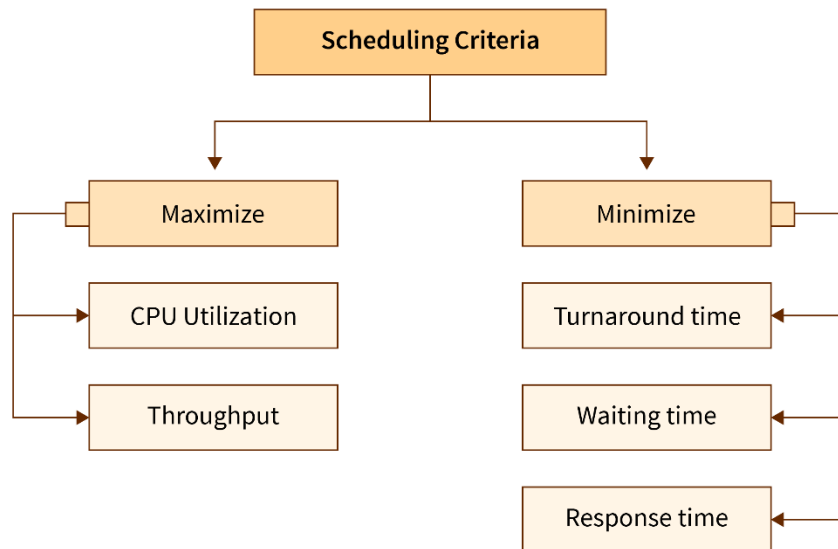 Scheduling Criteria
Maximize
Minimize
CPU Utilization
Turnaround time
Throughput
Waiting time
Response time